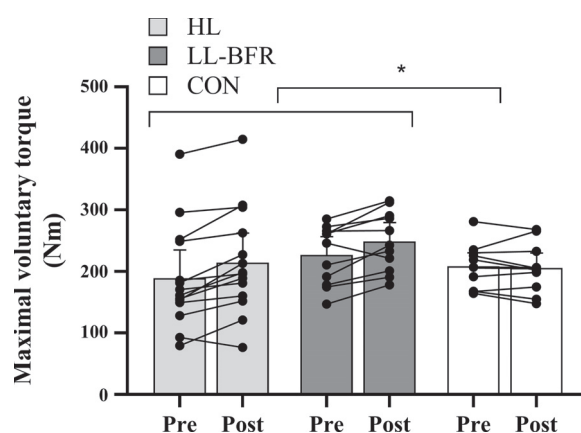 HL
LL-BFR
CON
*
Maximal voluntary torque
(Nm)
500
400
300
200
100
0
Pre Post Pre Post Pre Post